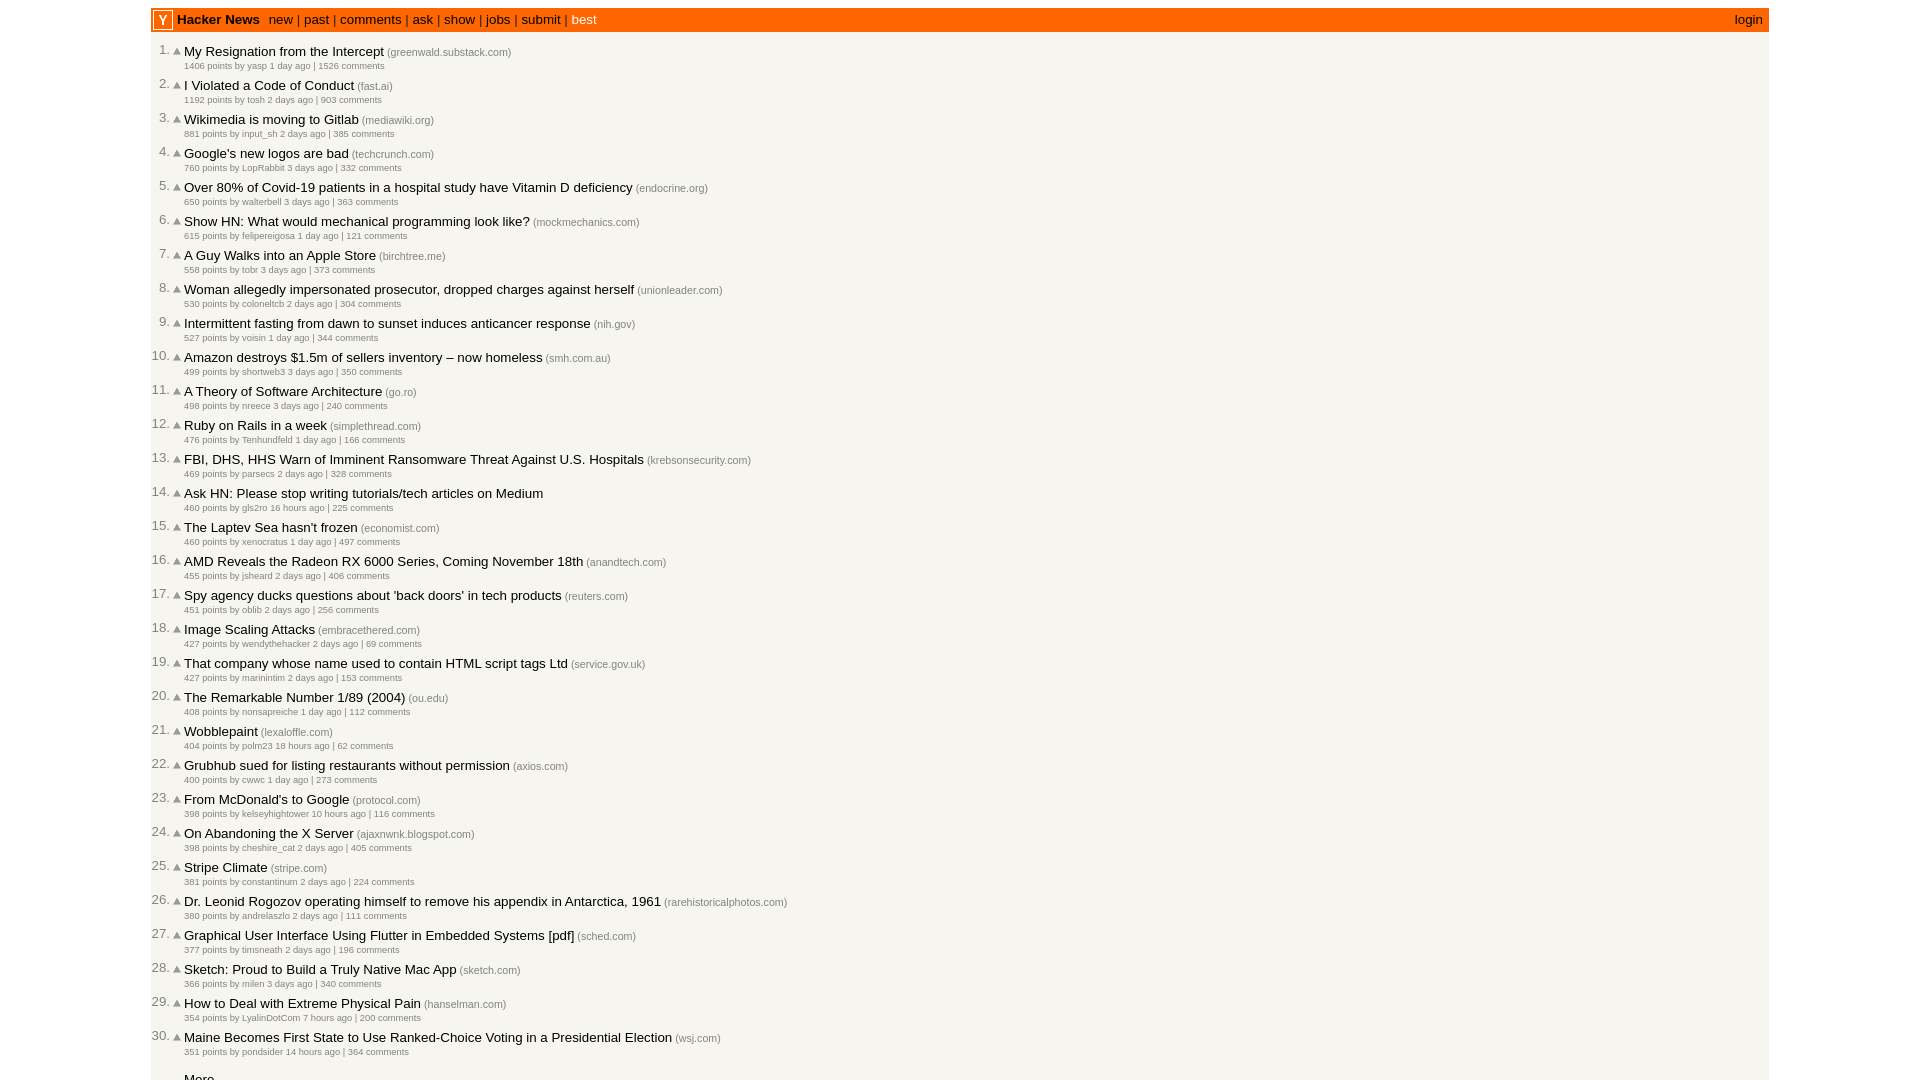 Y Hacker News new | past | comments | ask | show | jobs | submit | best login
1. My Resignation from the Intercept (greenwald.substack.com)
1406 points by yasp 1 day ago | 1526 comments
2. I Violated a Code of Conduct (fast.ai)
1192 points by tosh 2 days ago | 903 comments
3. Wikimedia is moving to Gitlab (mediawiki.org)
881 points by input_sh 2 days ago | 385 comments
4. Google's new logos are bad (techcrunch.com)
760 points by LopRabbit 3 days ago | 332 comments
5. Over 80% of Covid-19 patients in a hospital study have Vitamin D deficiency (endocrine.org)
650 points by walterbell 3 days ago | 363 comments
6. Show HN: What would mechanical programming look like? (mockmechanics.com)
615 points by felipereigosa 1 day ago | 121 comments
7. A Guy Walks into an Apple Store (birchtree.me)
558 points by tobr 3 days ago | 373 comments
8. Woman allegedly impersonated prosecutor, dropped charges against herself (unionleader.com)
530 points by coloneltcb 2 days ago | 304 comments
9. Intermittent fasting from dawn to sunset induces anticancer response (nih.gov)
527 points by voisin 1 day ago | 344 comments
10. Amazon destroys $1.5m of sellers inventory – now homeless (smh.com.au)
499 points by shortweb3 3 days ago | 350 comments
11. A Theory of Software Architecture (go.ro)
498 points by nreece 3 days ago | 240 comments
12. Ruby on Rails in a week (simplethread.com)
476 points by Tenhundfeld 1 day ago | 166 comments
13. FBI, DHS, HHS Warn of Imminent Ransomware Threat Against U.S. Hospitals (krebsonsecurity.com)
469 points by parsecs 2 days ago | 328 comments
14. Ask HN: Please stop writing tutorials/tech articles on Medium
460 points by gls2ro 16 hours ago | 225 comments
15. The Laptev Sea hasn't frozen (economist.com)
460 points by xenocratus 1 day ago | 497 comments
16. AMD Reveals the Radeon RX 6000 Series, Coming November 18th (anandtech.com)
455 points by jsheard 2 days ago | 406 comments
17. Spy agency ducks questions about 'back doors' in tech products (reuters.com)
451 points by oblib 2 days ago | 256 comments
18. Image Scaling Attacks (embracethered.com)
427 points by wendythehacker 2 days ago | 69 comments
19. That company whose name used to contain HTML script tags Ltd (service.gov.uk)
427 points by marinintim 2 days ago | 153 comments
20. The Remarkable Number 1/89 (2004) (ou.edu)
408 points by nonsapreiche 1 day ago | 112 comments
21. Wobblepaint (lexaloffle.com)
404 points by polm23 18 hours ago | 62 comments
22. Grubhub sued for listing restaurants without permission (axios.com)
400 points by cwwc 1 day ago | 273 comments
23. From McDonald's to Google (protocol.com)
398 points by kelseyhightower 10 hours ago | 116 comments
24. On Abandoning the X Server (ajaxnwnk.blogspot.com)
398 points by cheshire_cat 2 days ago | 405 comments
25. Stripe Climate (stripe.com)
381 points by constantinum 2 days ago | 224 comments
26. Dr. Leonid Rogozov operating himself to remove his appendix in Antarctica, 1961 (rarehistoricalphotos.com)
380 points by andrelaszlo 2 days ago | 111 comments
27. Graphical User Interface Using Flutter in Embedded Systems [pdf] (sched.com)
377 points by timsneath 2 days ago | 196 comments
28. Sketch: Proud to Build a Truly Native Mac App (sketch.com)
366 points by milen 3 days ago | 340 comments
29. How to Deal with Extreme Physical Pain (hanselman.com)
354 points by LyalinDotCom 7 hours ago | 200 comments
30. Maine Becomes First State to Use Ranked-Choice Voting in a Presidential Election (wsj.com)
351 points by pondsider 14 hours ago | 364 comments
More